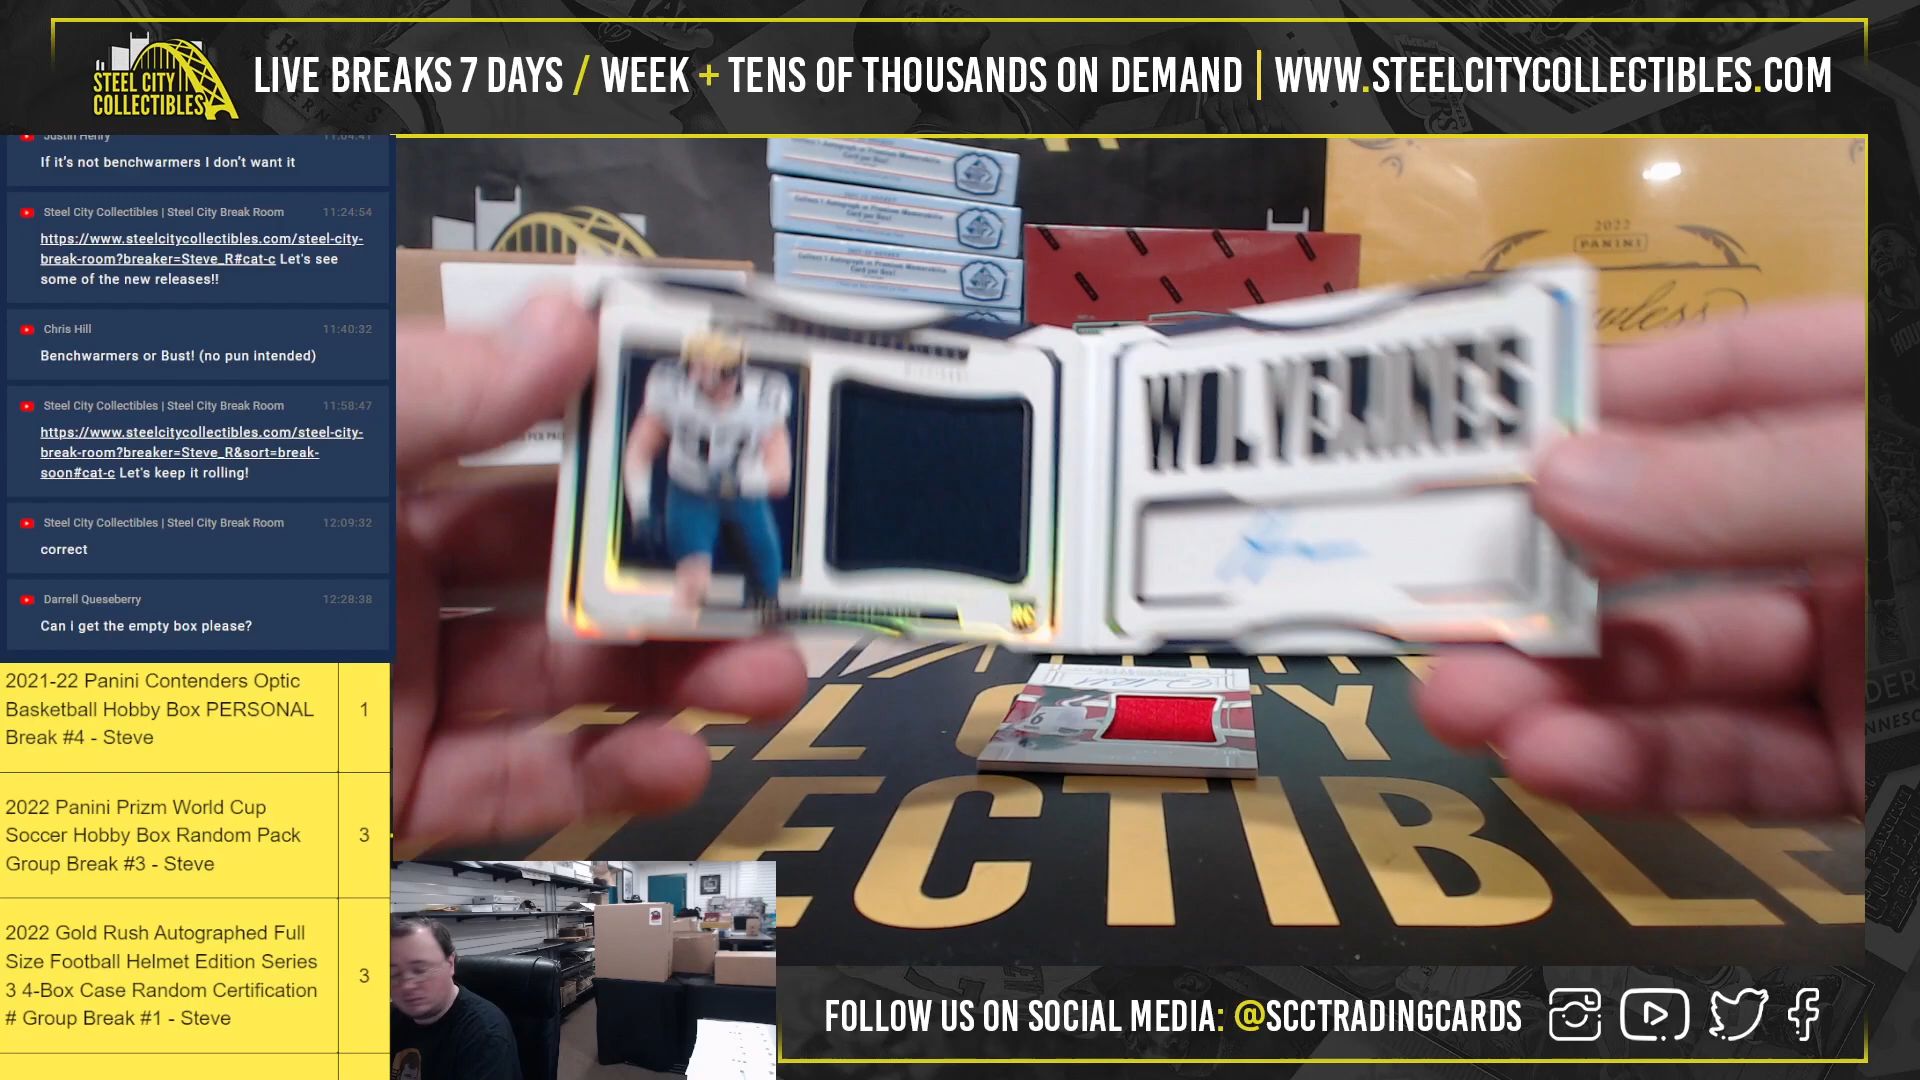 STEEL CITY
COLLECTIBLES
LIVE BREAKS 7 DAYS / WEEK + TENS OF THOUSANDS ON DEMAND | WWW.STEELCITYCOLLECTIBLES.COM
Justin Henry 11:04:41
If it's not benchwarmers I don't want it
Steel City Collectibles | Steel City Break Room 11:24:54
https://www.steelcitycollectibles.com/steel-city-
break-room?breaker=Steve_R#cat-c Let's see
some of the new releases!!
Chris Hill 11:40:32
Benchwarmers or Bust! (no pun intended)
Steel City Collectibles | Steel City Break Room 11:58:47
https://www.steelcitycollectibles.com/steel-city-
break-room?breaker=Steve_R&sort=break-
soon#cat-c Let's keep it rolling!
Steel City Collectibles | Steel City Break Room 12:09:32
correct
Darrell Queseberry 12:28:38
Can i get the empty box please?
2021-22 Panini Contenders Optic
Basketball Hobby Box PERSONAL
Break #4 - Steve
1
2022 Panini Prizm World Cup
Soccer Hobby Box Random Pack
Group Break #3 - Steve
3
2022 Gold Rush Autographed Full
Size Football Helmet Edition Series
3 4-Box Case Random Certification
# Group Break #1 - Steve
3
2022
PANINI
WOLVERINES
FOLLOW US ON SOCIAL MEDIA: @SCCTRADINGCARDS